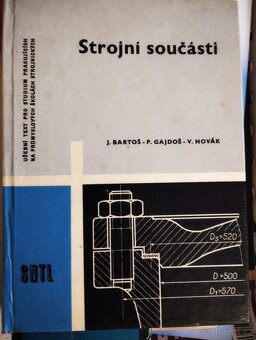 Strojní součásti
J. BARTOŠ - P. GAJDOŠ - V. NOVÁK
UČEBNÍ TEXT PRO STUDIUM PRACUJÍCÍCH
NA PRŮMYSLOVÝCH ŠKOLÁCH STROJNICKÝCH
SNTL
D₃=520
D=500
D₁=570